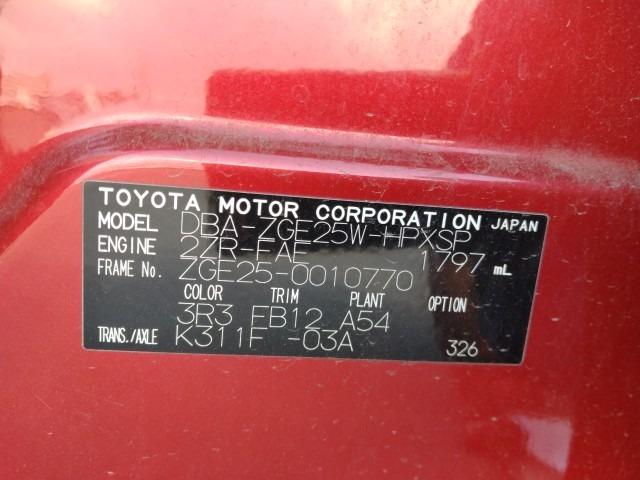 TOYOTA MOTOR CORPORATION JAPAN
MODEL DBA-ZGE25W-HPXSP
ENGINE 2ZR-FAE 1797 mL
FRAME No. ZGE25-0010770
COLOR TRIM PLANT OPTION
3R3 FB12 A54
TRANS./AXLE K311F -03A
326